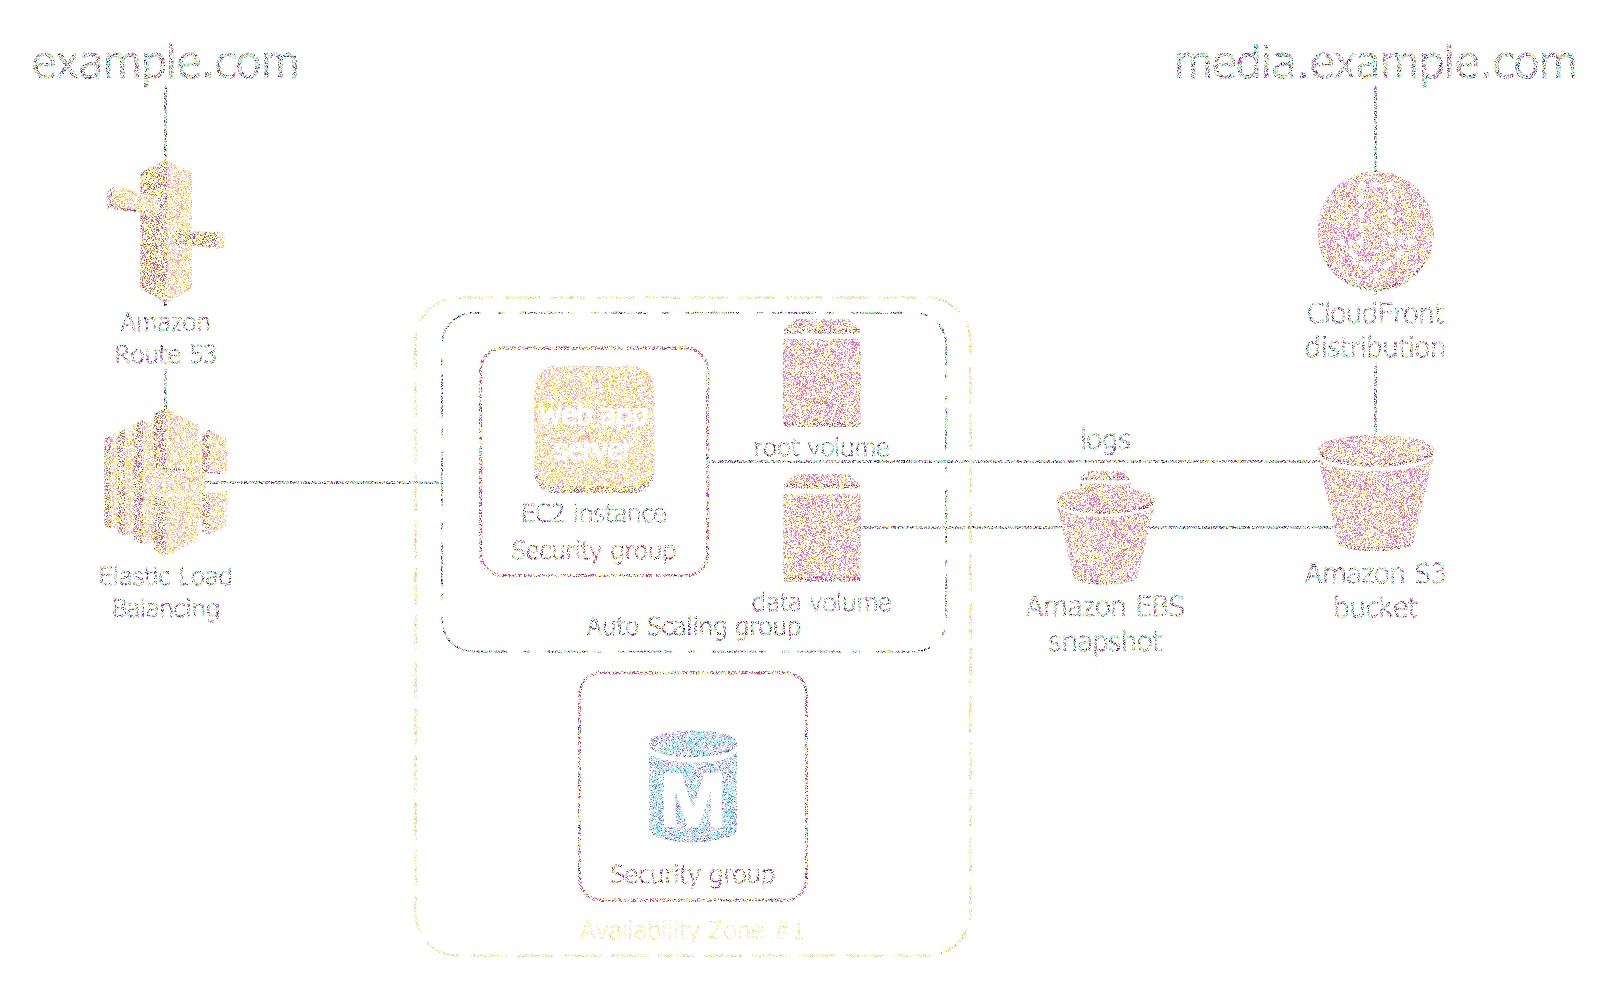 example.com
media.example.com
Amazon
Route 53
CloudFront
distribution
web app
server
root volume
logs
EC2 instance
Security group
Elastic Load
Balancing
data volume
Auto Scaling group
Amazon EBS
snapshot
Amazon S3
bucket
M
Security group
Availability Zone #1